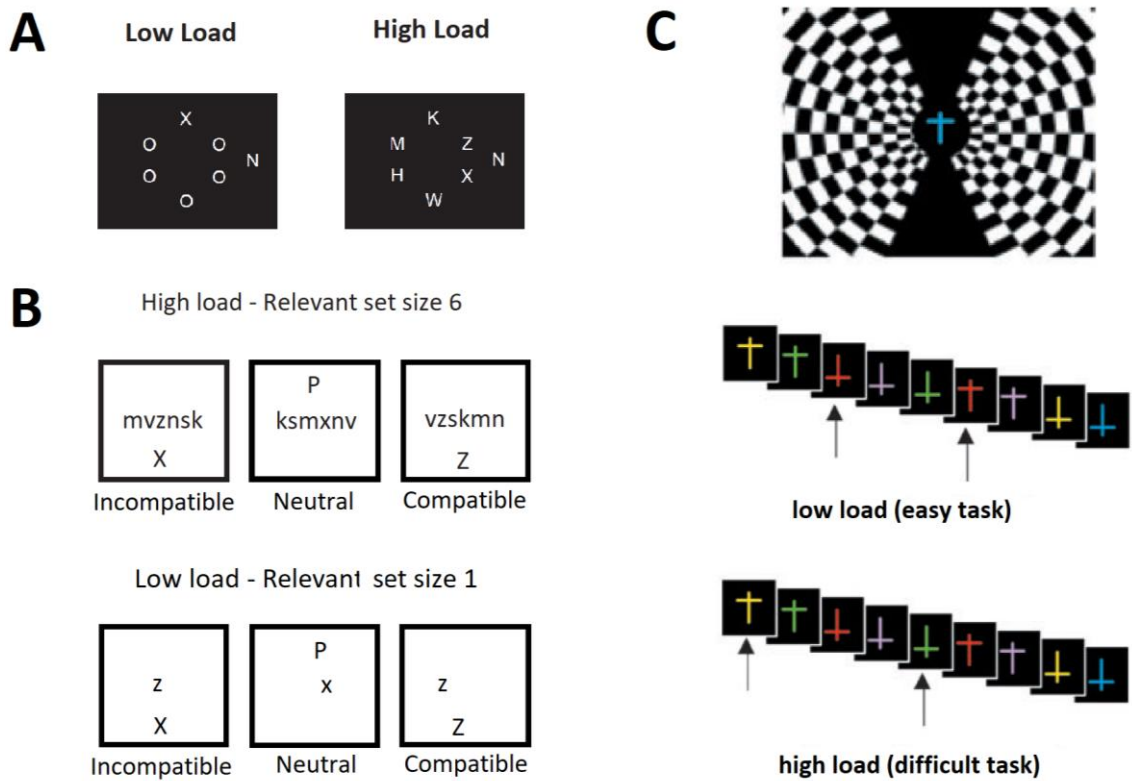 A
Low Load
High Load
X
O O
N
O O
O
K
M Z
N
H X
W
B
High load - Relevant set size 6
mvznsk
X
Incompatible
P
ksmxnv
Neutral
vzskmn
Z
Compatible
Low load - Relevant set size 1
z
X
Incompatible
P
x
Neutral
z
Z
Compatible
C
low load (easy task)
high load (difficult task)